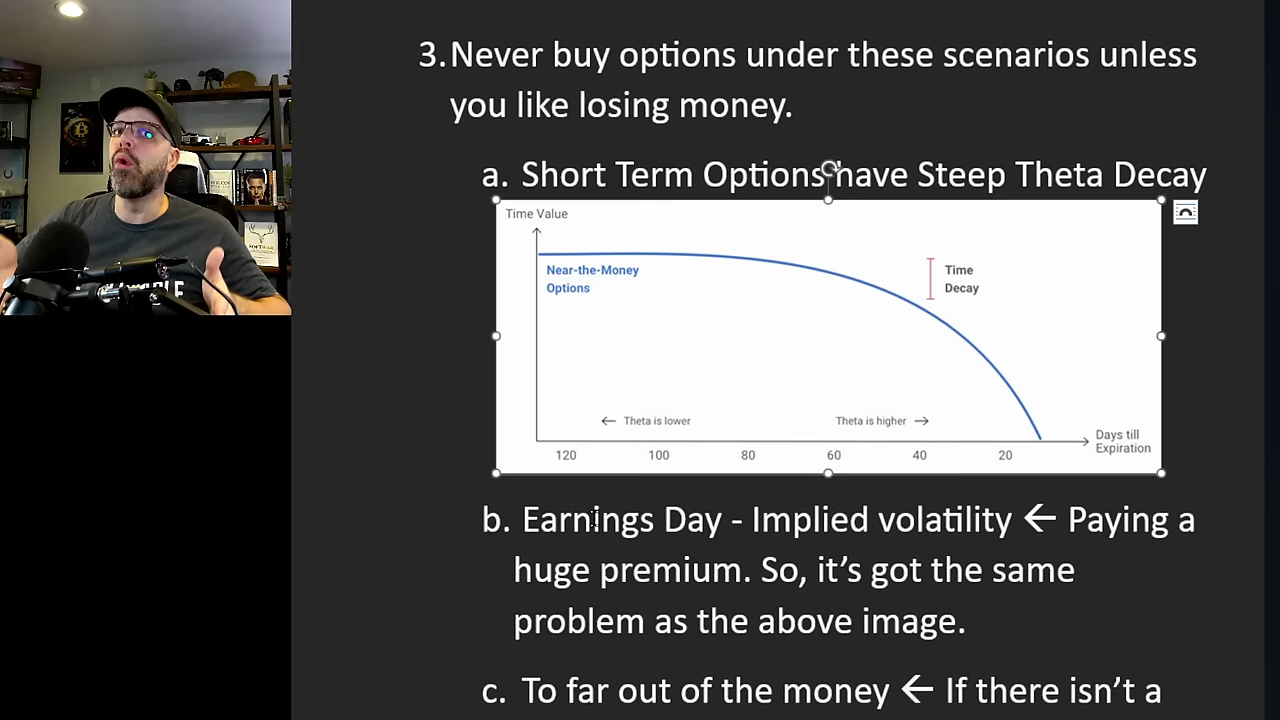 3. Never buy options under these scenarios unless
you like losing money.
a. Short Term Options have Steep Theta Decay
Time Value
Near-the-Money
Options
Time
Decay
← Theta is lower
Theta is higher →
Days till
Expiration
120 100 80 60 40 20
b. Earnings Day - Implied volatility ← Paying a
huge premium. So, it's got the same
problem as the above image.
c. To far out of the money ← If there isn't a